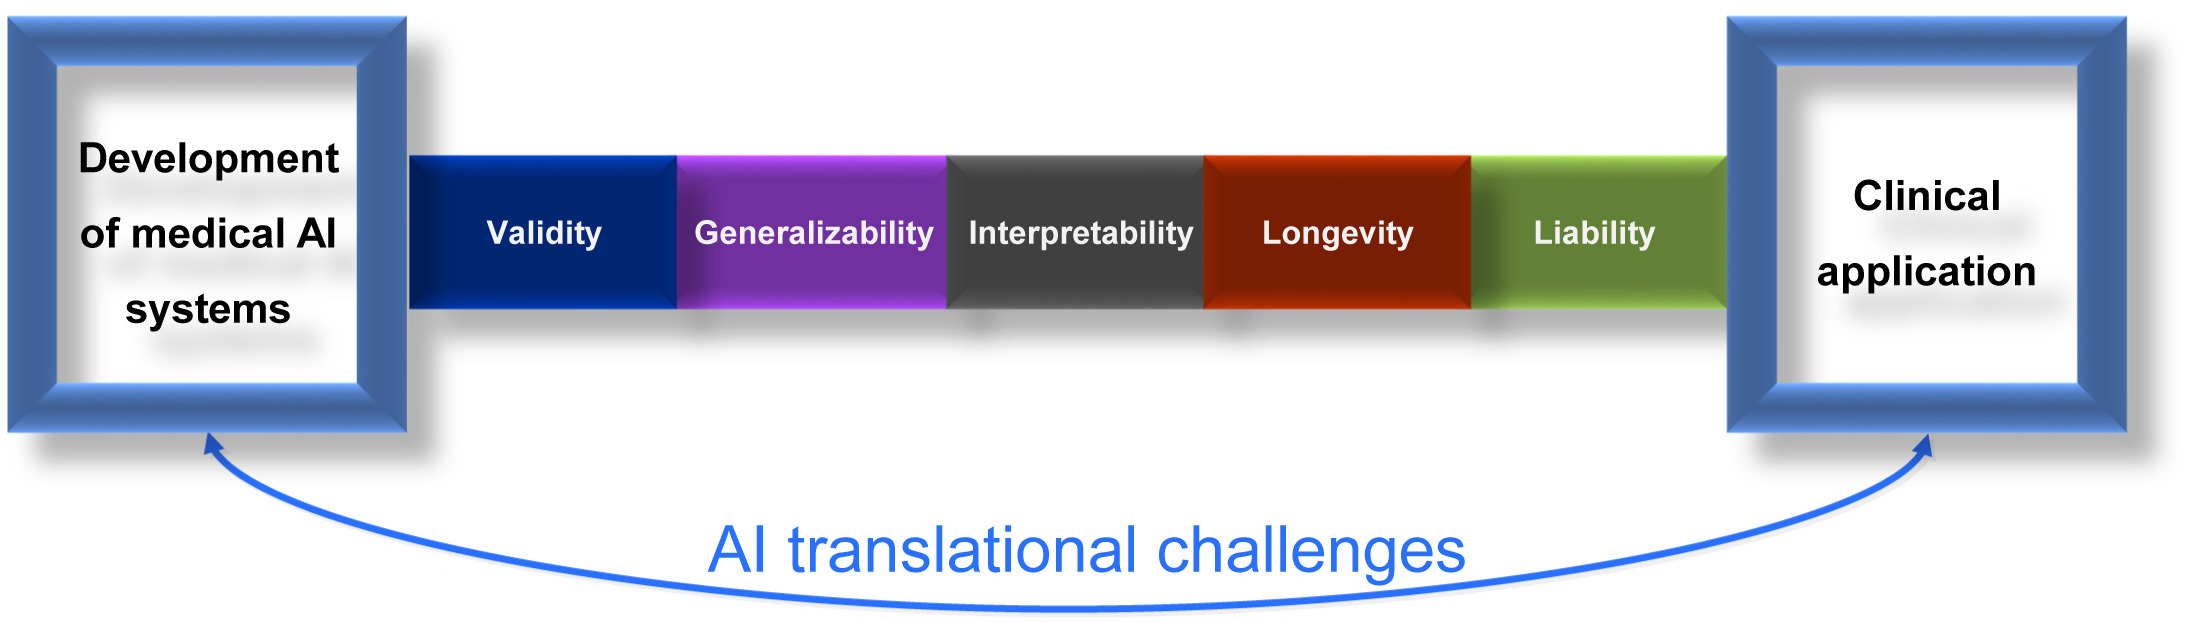 Development
of medical AI
systems
Validity
Generalizability
Interpretability
Longevity
Liability
Clinical
application
AI translational challenges